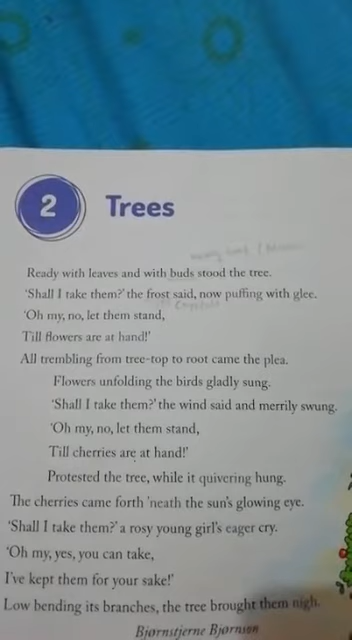 2 Trees
Ready with leaves and with buds stood the tree.
'Shall I take them?' the frost said, now puffing with glee.
'Oh my, no, let them stand,
Till flowers are at hand!'
All trembling from tree-top to root came the plea.
Flowers unfolding the birds gladly sung.
'Shall I take them?' the wind said and merrily swung.
'Oh my, no, let them stand,
Till cherries are at hand!'
Protested the tree, while it quivering hung.
The cherries came forth 'neath the sun's glowing eye.
'Shall I take them?' a rosy young girl's eager cry.
'Oh my, yes, you can take,
I've kept them for your sake!'
Low bending its branches, the tree brought them nigh.
Bjørnstjerne Bjørnson